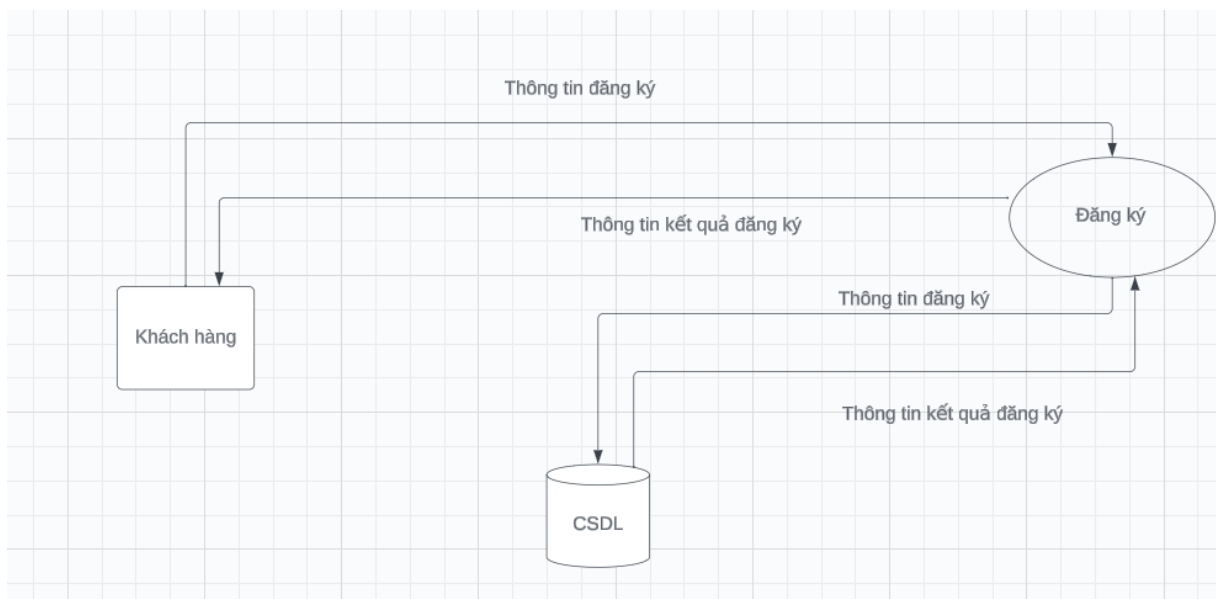 Thông tin đăng ký
Thông tin kết quả đăng ký
Đăng ký
Thông tin đăng ký
Khách hàng
Thông tin kết quả đăng ký
CSDL